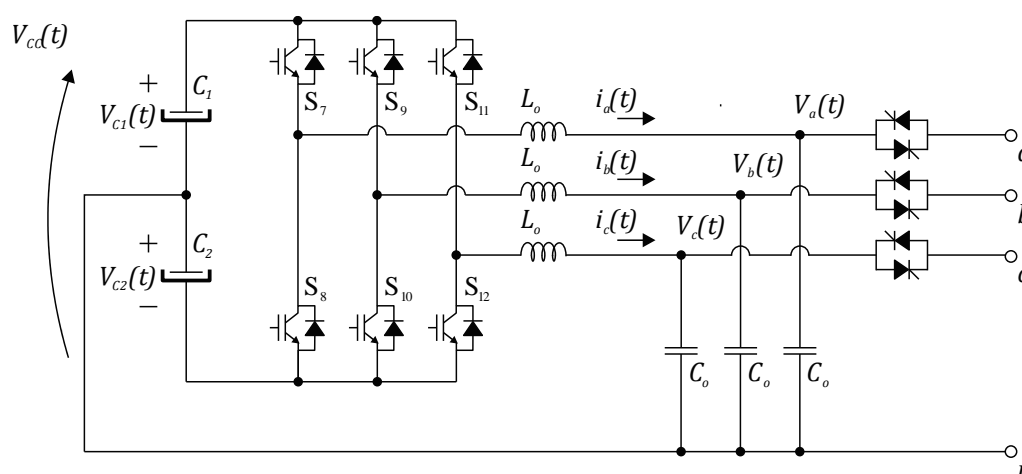 V_CC(t)
+
C_1
V_C1(t)
−
+
C_2
V_C2(t)
−
S_7
S_9
S_11
S_8
S_10
S_12
L_o
i_a(t)
V_a(t)
L_o
i_b(t)
V_b(t)
L_o
i_c(t)
V_c(t)
C_o
C_o
C_o